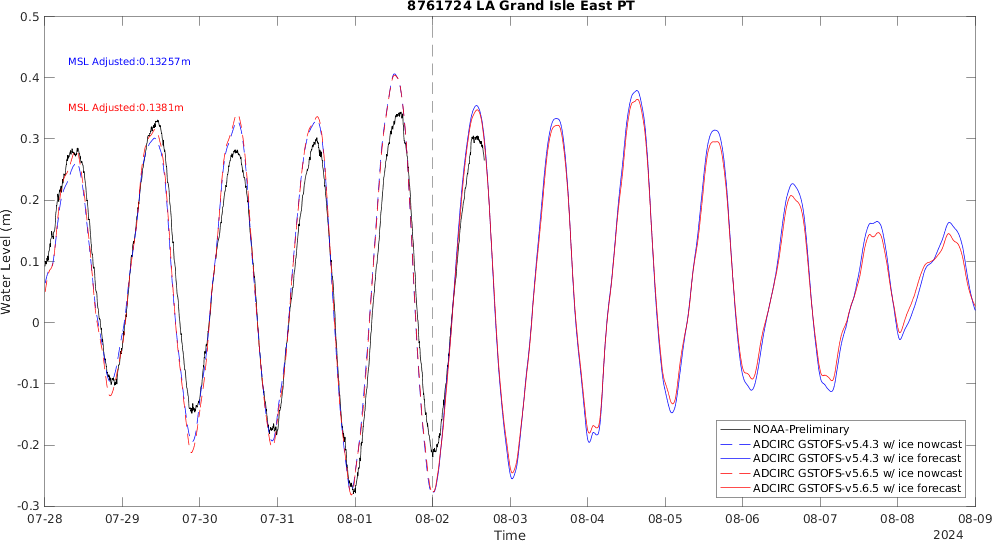 8761724 LA Grand Isle East PT
MSL Adjusted:0.13257m
MSL Adjusted:0.1381m
Water Level (m)
0.5
0.4
0.3
0.2
0.1
0
-0.1
-0.2
-0.3
NOAA-Preliminary
ADCIRC GSTOFS-v5.4.3 w/ ice nowcast
ADCIRC GSTOFS-v5.4.3 w/ ice forecast
ADCIRC GSTOFS-v5.6.5 w/ ice nowcast
ADCIRC GSTOFS-v5.6.5 w/ ice forecast
07-28 07-29 07-30 07-31 08-01 08-02 08-03 08-04 08-05 08-06 08-07 08-08 08-09
Time
2024